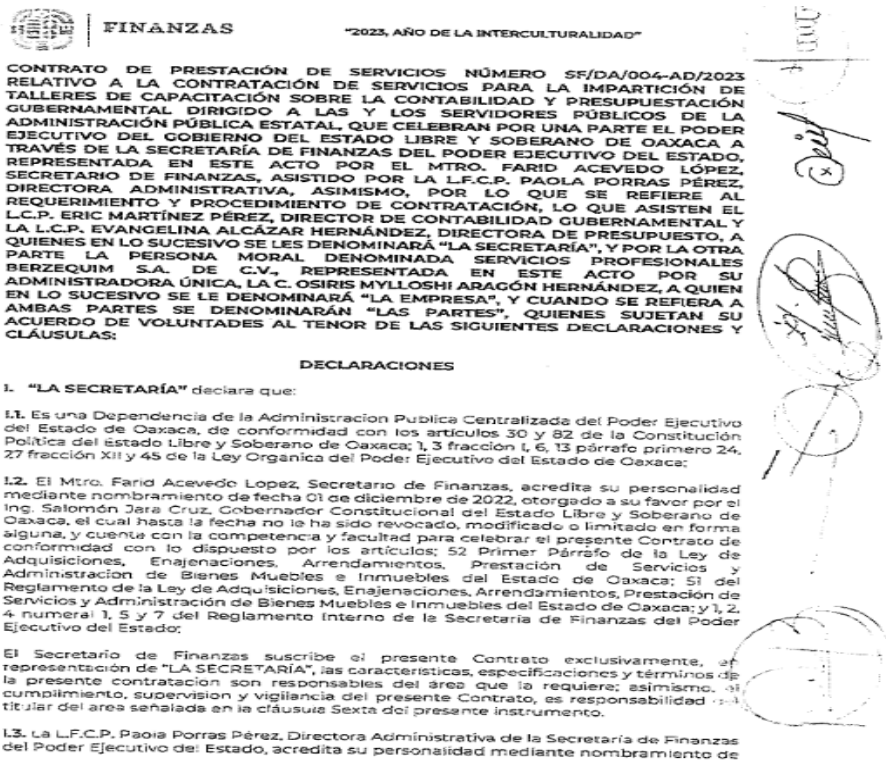 FINANZAS
"2023, AÑO DE LA INTERCULTURALIDAD"
CONTRATO DE PRESTACIÓN DE SERVICIOS NÚMERO SF/DA/004-AD/2023
RELATIVO A LA CONTRATACIÓN DE SERVICIOS PARA LA IMPARTICIÓN DE
TALLERES DE CAPACITACIÓN SOBRE LA CONTABILIDAD Y PRESUPUESTACIÓN
GUBERNAMENTAL DIRIGIDO A LAS Y LOS SERVIDORES PÚBLICOS DE LA
ADMINISTRACIÓN PÚBLICA ESTATAL, QUE CELEBRAN POR UNA PARTE EL PODER
EJECUTIVO DEL GOBIERNO DEL ESTADO LIBRE Y SOBERANO DE OAXACA A
TRAVÉS DE LA SECRETARÍA DE FINANZAS DEL PODER EJECUTIVO DEL ESTADO,
REPRESENTADA EN ESTE ACTO POR EL MTRO. FARID ACEVEDO LÓPEZ,
SECRETARIO DE FINANZAS, ASISTIDO POR LA L.F.C.P. PAOLA PORRAS PÉREZ,
DIRECTORA ADMINISTRATIVA, ASIMISMO, POR LO QUE SE REFIERE AL
REQUERIMIENTO Y PROCEDIMIENTO DE CONTRATACIÓN, LO QUE ASISTEN EL
L.C.P. ERIC MARTÍNEZ PÉREZ, DIRECTOR DE CONTABILIDAD GUBERNAMENTAL Y
LA L.C.P. EVANGELINA ALCÁZAR HERNÁNDEZ, DIRECTORA DE PRESUPUESTO, A
QUIENES EN LO SUCESIVO SE LES DENOMINARÁ "LA SECRETARÍA", Y POR LA OTRA
PARTE LA PERSONA MORAL DENOMINADA SERVICIOS PROFESIONALES
BERZEQUIM S.A. DE C.V., REPRESENTADA EN ESTE ACTO POR SU
ADMINISTRADORA ÚNICA, LA C. OSIRIS MYLLOSHI ARAGÓN HERNÁNDEZ, A QUIEN
EN LO SUCESIVO SE LE DENOMINARÁ "LA EMPRESA", Y CUANDO SE REFIERA A
AMBAS PARTES SE DENOMINARÁN "LAS PARTES", QUIENES SUJETAN SU
ACUERDO DE VOLUNTADES AL TENOR DE LAS SIGUIENTES DECLARACIONES Y
CLÁUSULAS:
DECLARACIONES
I. "LA SECRETARÍA" declara que:
I.1. Es una Dependencia de la Administracion Publica Centralizada del Poder Ejecutivo
del Estado de Oaxaca, de conformidad con los artículos 30 y 82 de la Constitución
Política del Estado Libre y Soberano de Oaxaca; 1, 3 fracción I, 6, 13 párrafo primero 24,
27 fracción XII y 45 de la Ley Organica del Poder Ejecutivo del Estado de Oaxaca;
I.2. El Mtro. Farid Acevedo Lopez, Secretario de Finanzas, acredita su personalidad
mediante nombramiento de fecha 01 de diciembre de 2022, otorgado a su favor por el
Ing. Salomón Jara Cruz, Gobernador Constitucional del Estado Libre y Soberano de
Oaxaca, el cual hasta la fecha no le ha sido revocado, modificado o limitado en forma
alguna, y cuenta con la competencia y facultad para celebrar el presente Contrato de
conformidad con lo dispuesto por los artículos; 52 Primer Párrafo de la Ley de
Adquisiciones, Enajenaciones, Arrendamientos, Prestación de Servicios y
Administracion de Bienes Muebles e Inmuebles del Estado de Oaxaca; 51 del
Reglamento de la Ley de Adquisiciones, Enajenaciones, Arrendamientos, Prestación de
Servicios y Administración de Bienes Muebles e Inmuebles del Estado de Oaxaca; y 1, 2,
4 numeral 1, 5 y 7 del Reglamento Interno de la Secretaría de Finanzas del Poder
Ejecutivo del Estado;
El Secretario de Finanzas suscribe el presente Contrato exclusivamente, en
representación de "LA SECRETARÍA", las características, especificaciones y términos de
la presente contratacion son responsables del área que la requiere; asimismo, el
cumplimiento, supervision y vigilancia del presente Contrato, es responsabilidad del
titular del area señalada en la cláusula Sexta del presente instrumento.
I.3. La L.F.C.P. Paola Porras Pérez, Directora Administrativa de la Secretaría de Finanzas
del Poder Ejecutivo del Estado, acredita su personalidad mediante nombramiento de